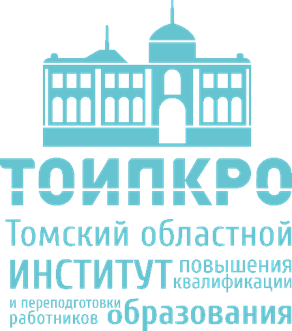 ТОИПКРО
Томский областной
ИНСТИТУТ повышения квалификации
и переподготовки работников образования